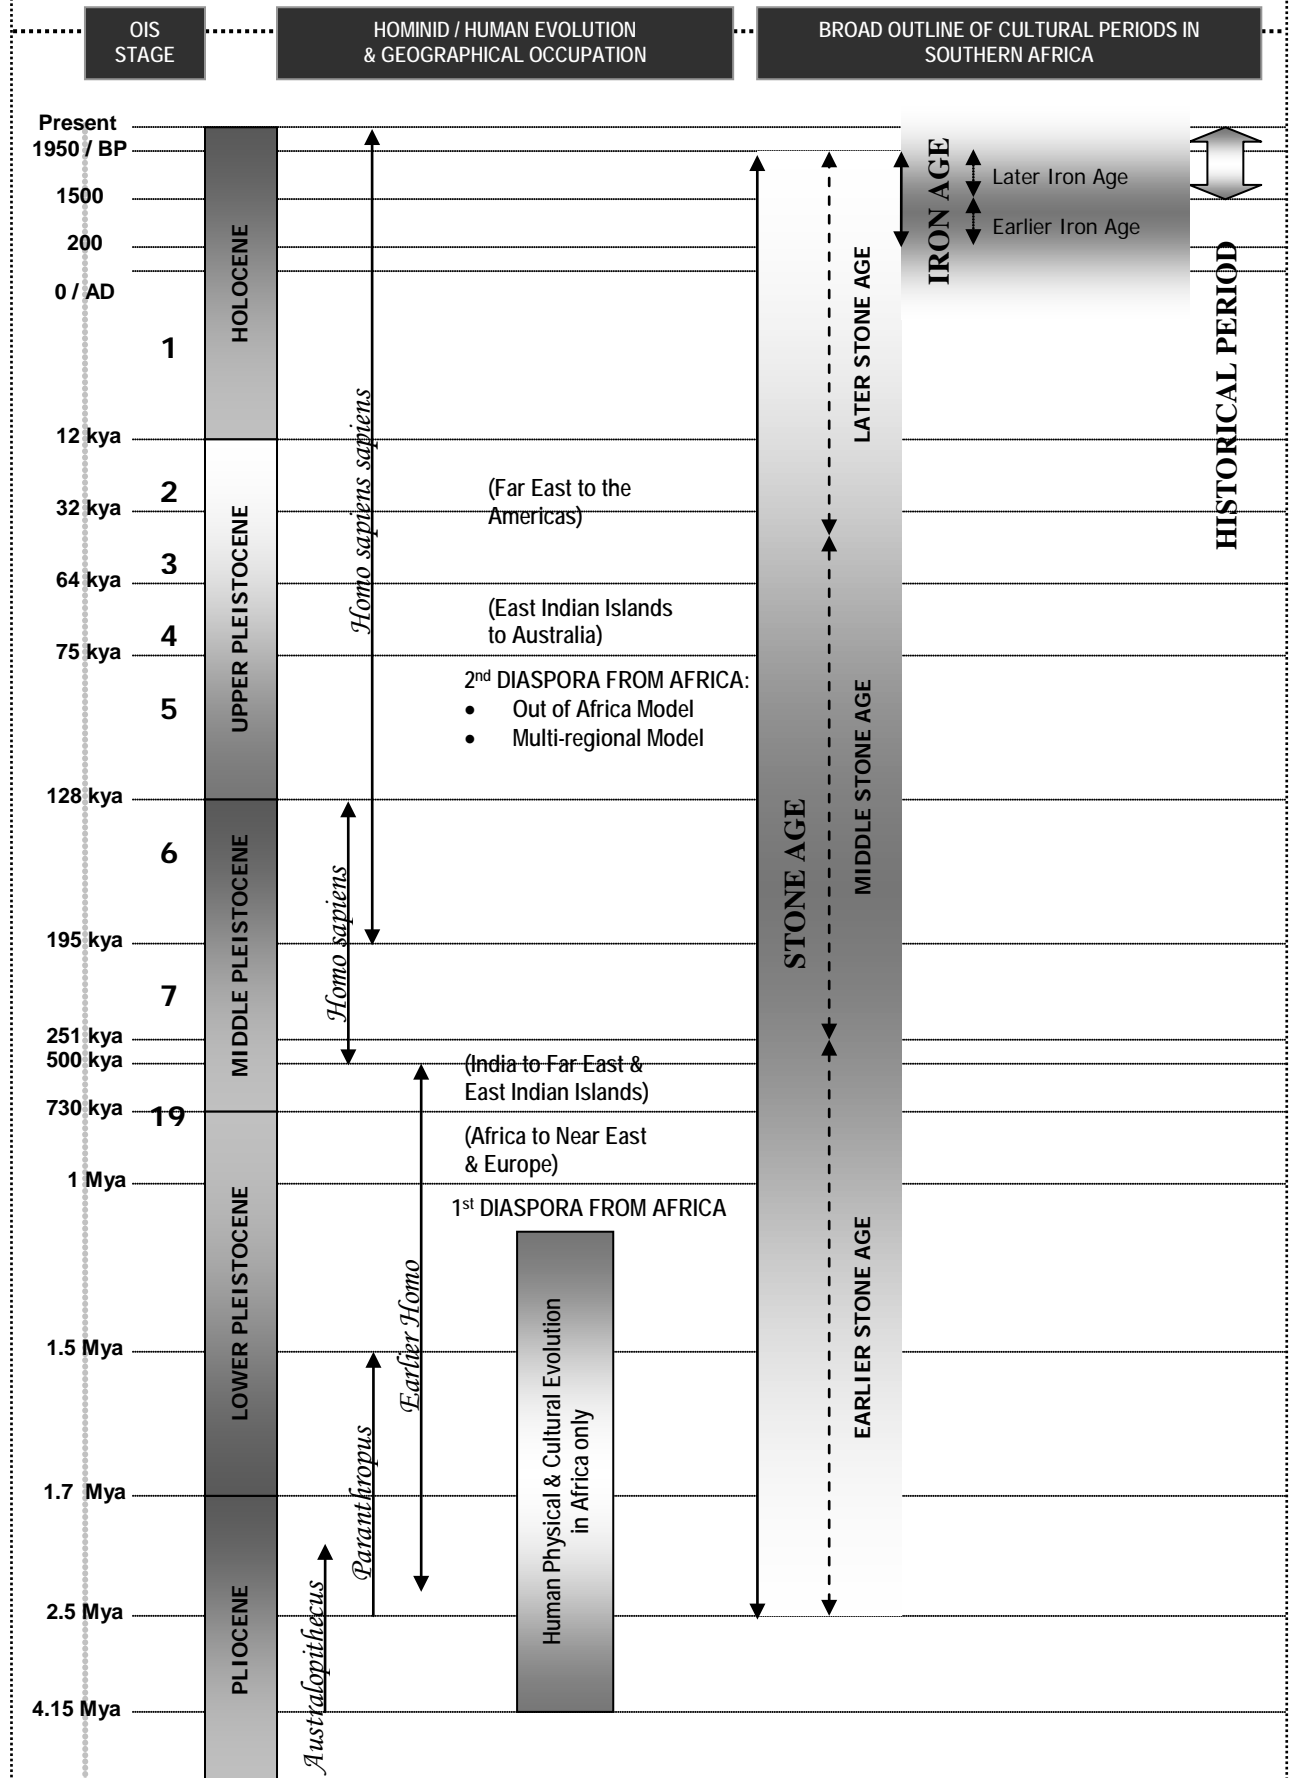 OIS
STAGE
HOMINID / HUMAN EVOLUTION
& GEOGRAPHICAL OCCUPATION
BROAD OUTLINE OF CULTURAL PERIODS IN
SOUTHERN AFRICA
Present
1950 / BP
1500
200
0 / AD
12 kya
32 kya
64 kya
75 kya
128 kya
195 kya
251 kya
500 kya
730 kya
1 Mya
1.5 Mya
1.7 Mya
2.5 Mya
4.15 Mya
1
2
3
4
5
6
7
19
HOLOCENE
UPPER PLEISTOCENE
MIDDLE PLEISTOCENE
LOWER PLEISTOCENE
PLIOCENE
Homo sapiens sapiens
Homo sapiens
Earlier Homo
Paranthropus
Australopithecus
(Far East to the
Americas)
(East Indian Islands
to Australia)
2nd DIASPORA FROM AFRICA:
• Out of Africa Model
• Multi-regional Model
(India to Far East &
East Indian Islands)
(Africa to Near East
& Europe)
1st DIASPORA FROM AFRICA
Human Physical & Cultural Evolution
in Africa only
STONE AGE
LATER STONE AGE
MIDDLE STONE AGE
EARLIER STONE AGE
IRON AGE
Later Iron Age
Earlier Iron Age
HISTORICAL PERIOD